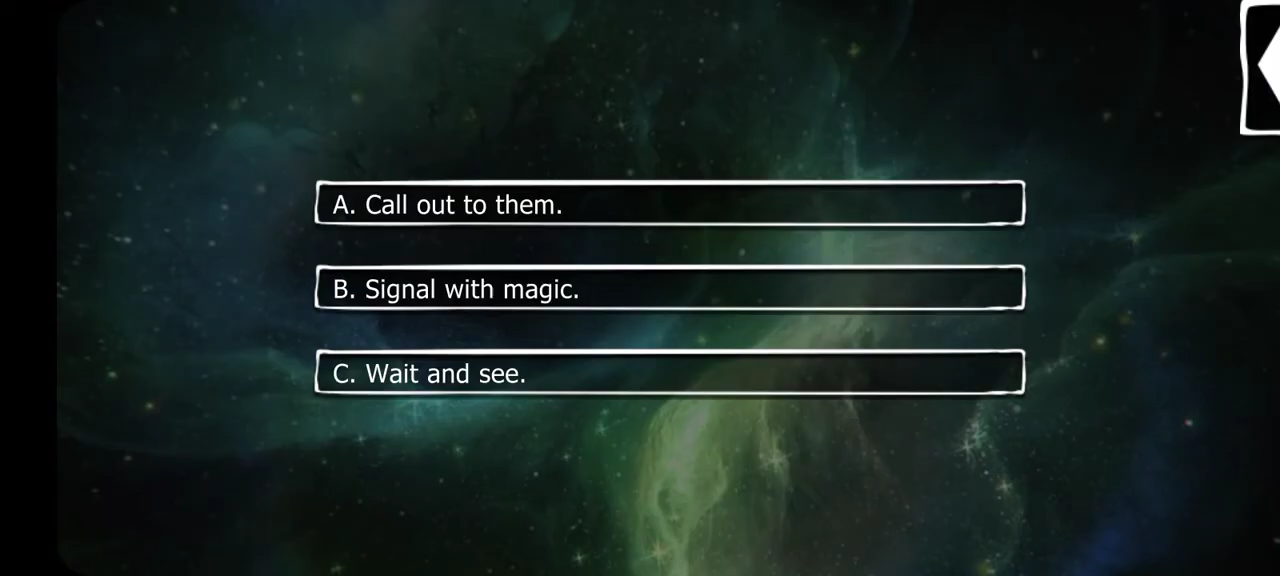 A. Call out to them.
B. Signal with magic.
C. Wait and see.